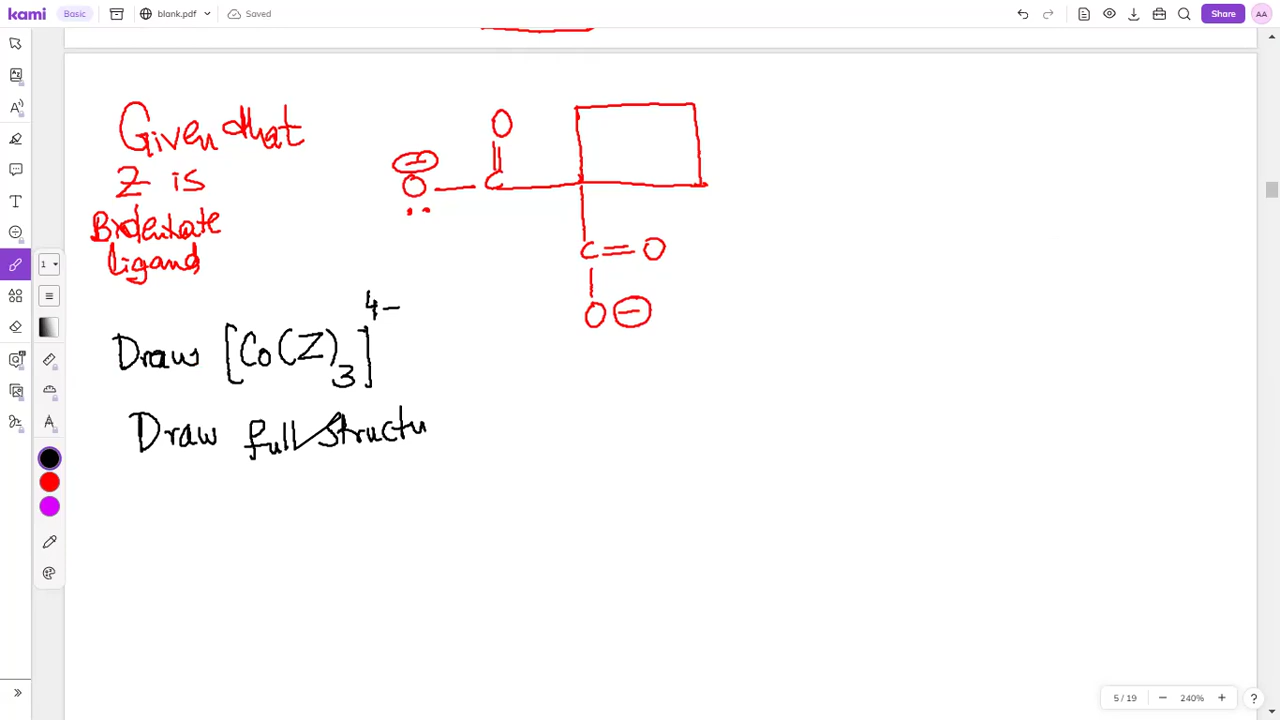 kami Basic blank.pdf Saved Share AA
Given that
Z is
Bidentate
ligand
O
⊖
O
C
C = O
O ⊖
Draw [Co(Z)3]4-
Draw full structu
5 / 19 240% ?